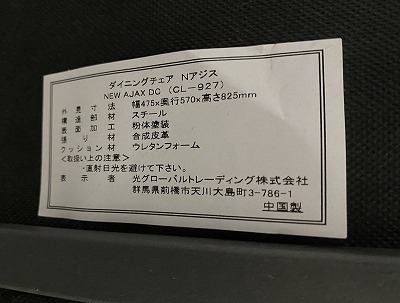 ダイニングチェア Nアジス
NEW AJAX DC (CL-927)
外見寸法 幅475×奥行570×高さ825mm
構造部材 スチール
表面加工 粉体塗装
張り材 合成皮革
クッション材 ウレタンフォーム
<取扱い上の注意>
・直射日光を避けて下さい。
表示者 光グローバルトレーディング株式会社
群馬県前橋市天川大島町3-786-1
中国製